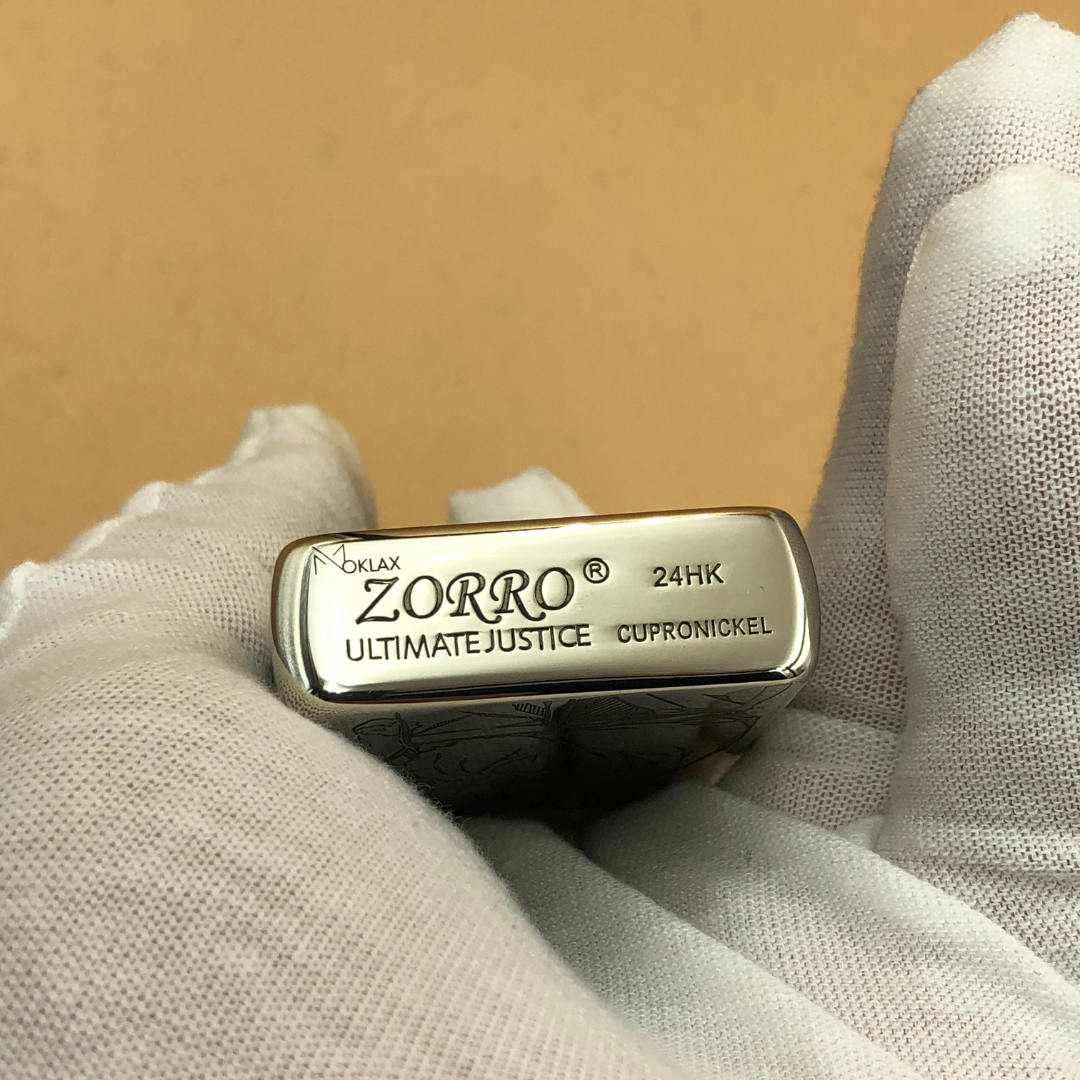 MOKLAX
ZORRO® 24HK
ULTIMATE JUSTICE CUPRONICKEL